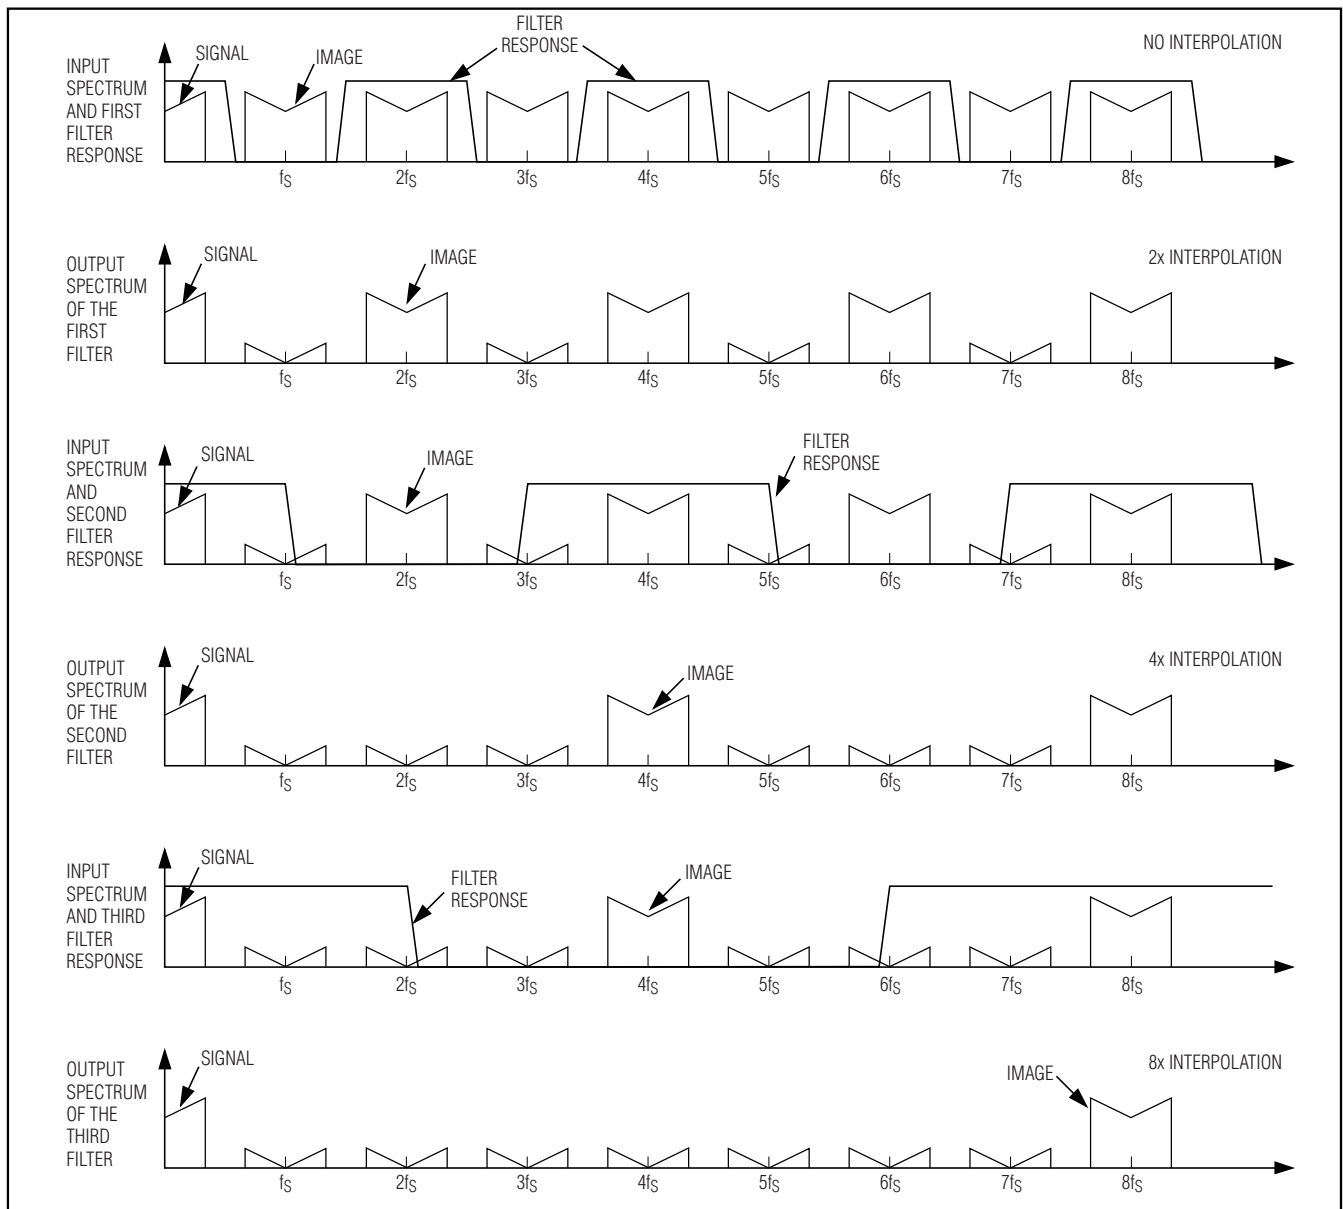 FILTER
RESPONSE
NO INTERPOLATION
SIGNAL
IMAGE
INPUT
SPECTRUM
AND FIRST
FILTER
RESPONSE
fS
2fS
3fS
4fS
5fS
6fS
7fS
8fS
SIGNAL
IMAGE
2x INTERPOLATION
OUTPUT
SPECTRUM
OF THE
FIRST
FILTER
fS
2fS
3fS
4fS
5fS
6fS
7fS
8fS
SIGNAL
IMAGE
FILTER
RESPONSE
INPUT
SPECTRUM
AND
SECOND
FILTER
RESPONSE
fS
2fS
3fS
4fS
5fS
6fS
7fS
8fS
SIGNAL
IMAGE
4x INTERPOLATION
OUTPUT
SPECTRUM
OF THE
SECOND
FILTER
fS
2fS
3fS
4fS
5fS
6fS
7fS
8fS
SIGNAL
FILTER
RESPONSE
IMAGE
INPUT
SPECTRUM
AND THIRD
FILTER
RESPONSE
fS
2fS
3fS
4fS
5fS
6fS
7fS
8fS
SIGNAL
IMAGE
8x INTERPOLATION
OUTPUT
SPECTRUM
OF THE
THIRD
FILTER
fS
2fS
3fS
4fS
5fS
6fS
7fS
8fS